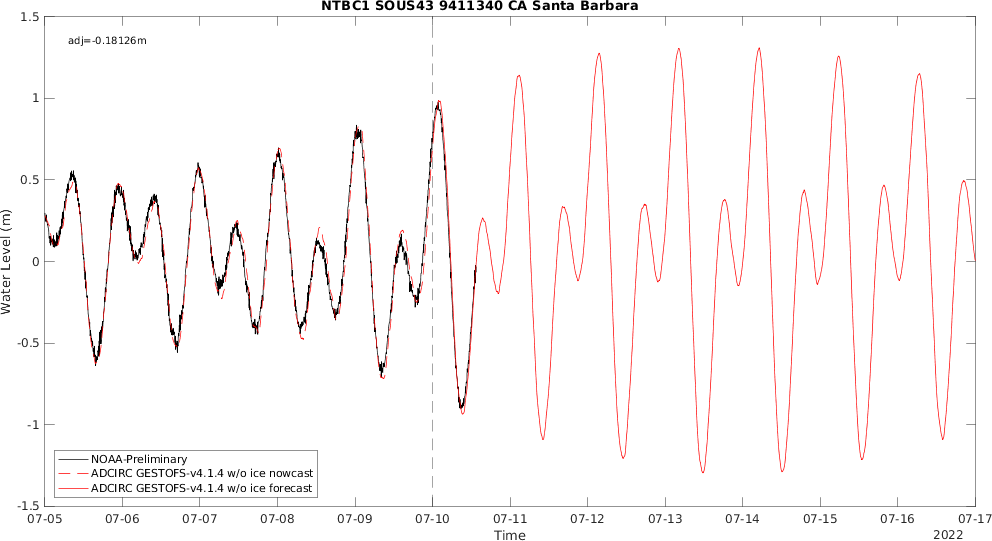 NTBC1 SOUS43 9411340 CA Santa Barbara
adj=-0.18126m
Water Level (m)
1.5
1
0.5
0
-0.5
-1
-1.5
NOAA-Preliminary
ADCIRC GESTOFS-v4.1.4 w/o ice nowcast
ADCIRC GESTOFS-v4.1.4 w/o ice forecast
07-05 07-06 07-07 07-08 07-09 07-10 07-11 07-12 07-13 07-14 07-15 07-16 07-17
Time
2022